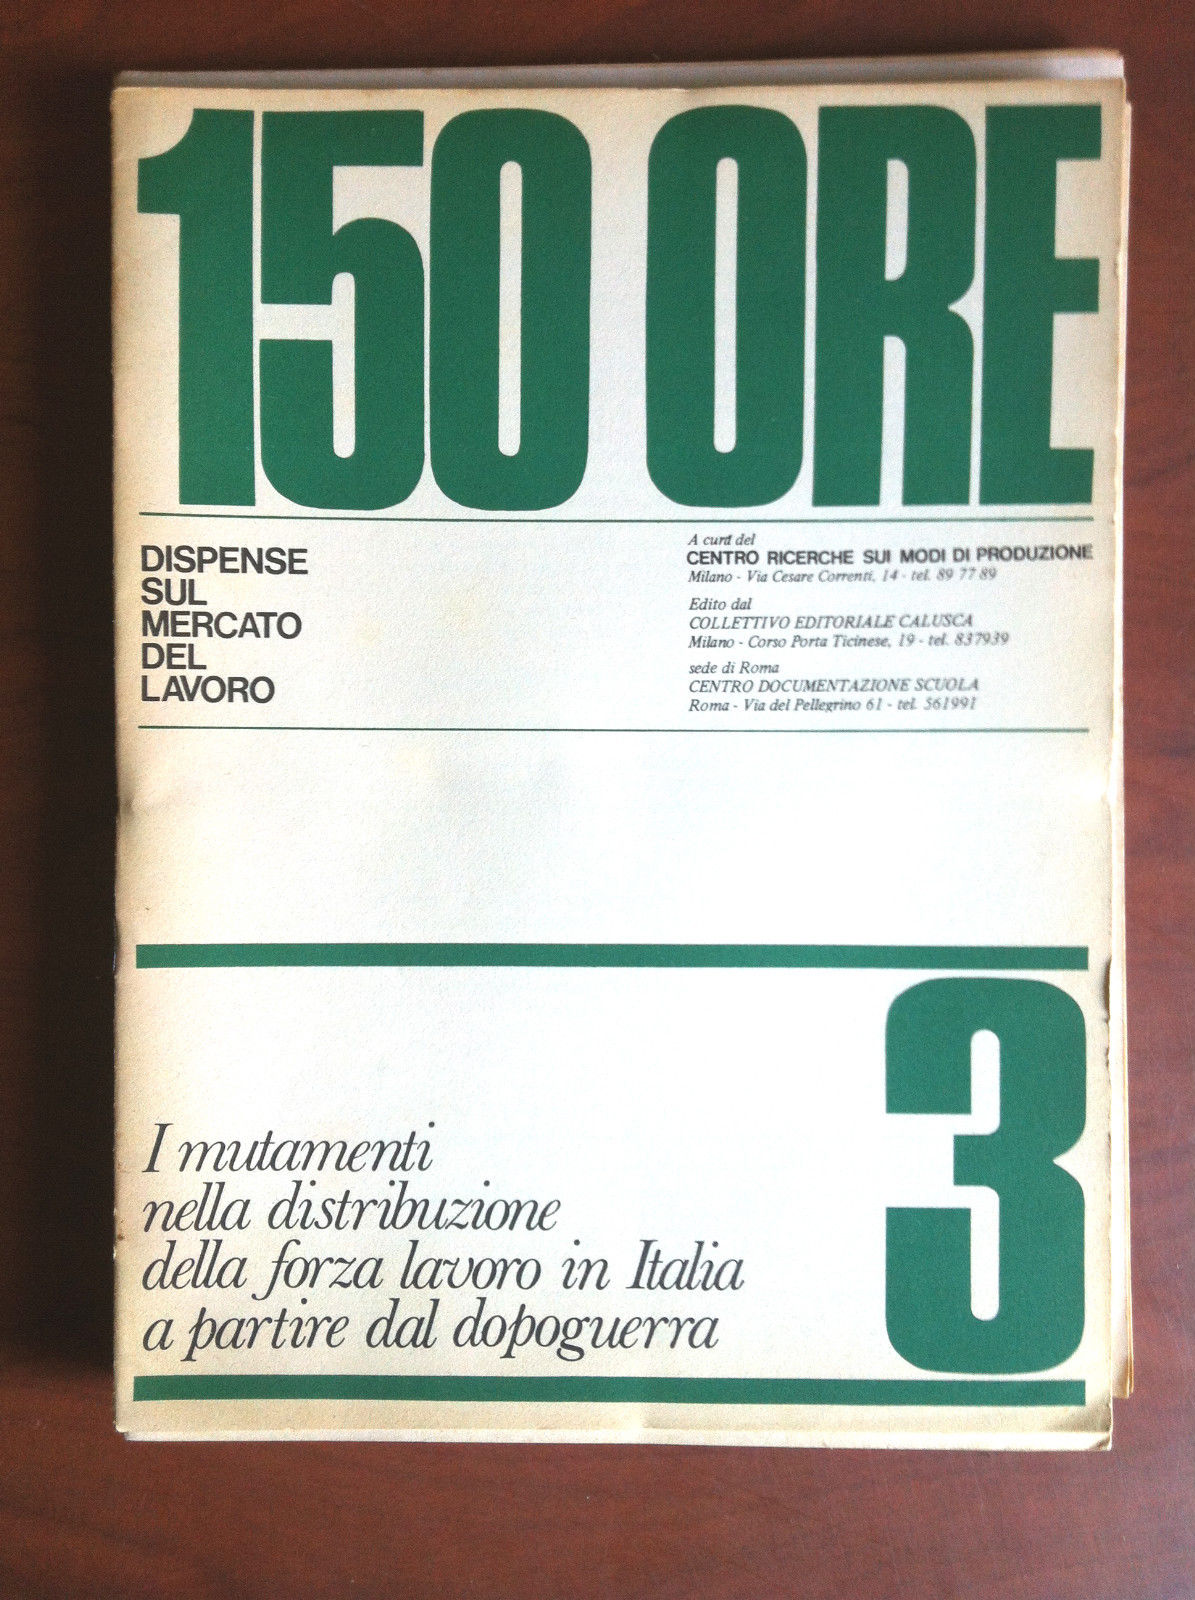 150 ORE
DISPENSE
SUL
MERCATO
DEL
LAVORO
A cura del
CENTRO RICERCHE SUI MODI DI PRODUZIONE
Milano - Via Cesare Correnti, 14 - tel. 89 77 89
Edito dal
COLLETTIVO EDITORIALE CALUSCA
Milano - Corso Porta Ticinese, 19 - tel. 837939
sede di Roma
CENTRO DOCUMENTAZIONE SCUOLA
Roma - Via del Pellegrino 61 - tel. 561991
3
I mutamenti
nella distribuzione
della forza lavoro in Italia
a partire dal dopoguerra